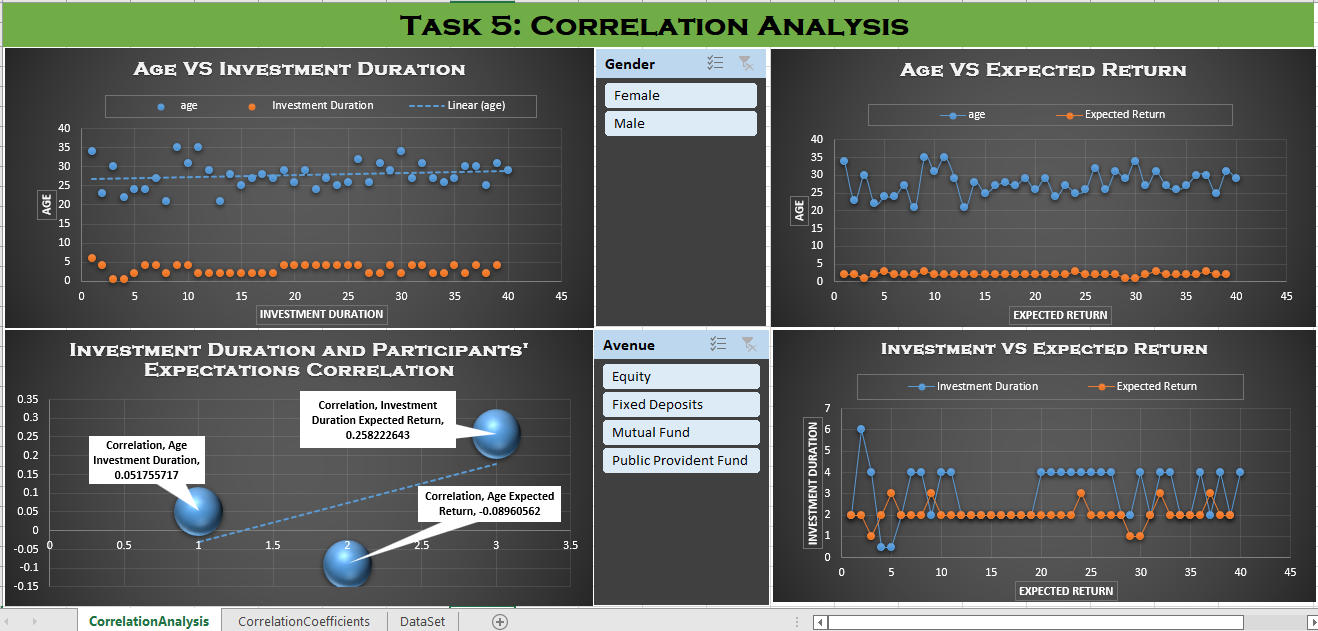 TASK 5: CORRELATION ANALYSIS
AGE VS INVESTMENT DURATION
age Investment Duration Linear (age)
40
35
30
25
20
15
10
5
0
AGE
0 5 10 15 20 25 30 35 40 45
INVESTMENT DURATION
Gender
Female
Male
AGE VS EXPECTED RETURN
age Expected Return
40
35
30
25
20
15
10
5
0
AGE
0 5 10 15 20 25 30 35 40 45
EXPECTED RETURN
INVESTMENT DURATION AND PARTICIPANTS'
EXPECTATIONS CORRELATION
0.35
0.3
0.25
0.2
0.15
0.1
0.05
0
-0.05
-0.1
-0.15
0 0.5 1 1.5 2 2.5 3 3.5
Correlation, Age
Investment Duration,
0.051755717
Correlation, Investment
Duration Expected Return,
0.258222643
Correlation, Age Expected
Return, -0.08960562
Avenue
Equity
Fixed Deposits
Mutual Fund
Public Provident Fund
INVESTMENT VS EXPECTED RETURN
Investment Duration Expected Return
7
6
5
4
3
2
1
0
INVESTMENT DURATION
0 5 10 15 20 25 30 35 40 45
EXPECTED RETURN
CorrelationAnalysis CorrelationCoefficients DataSet